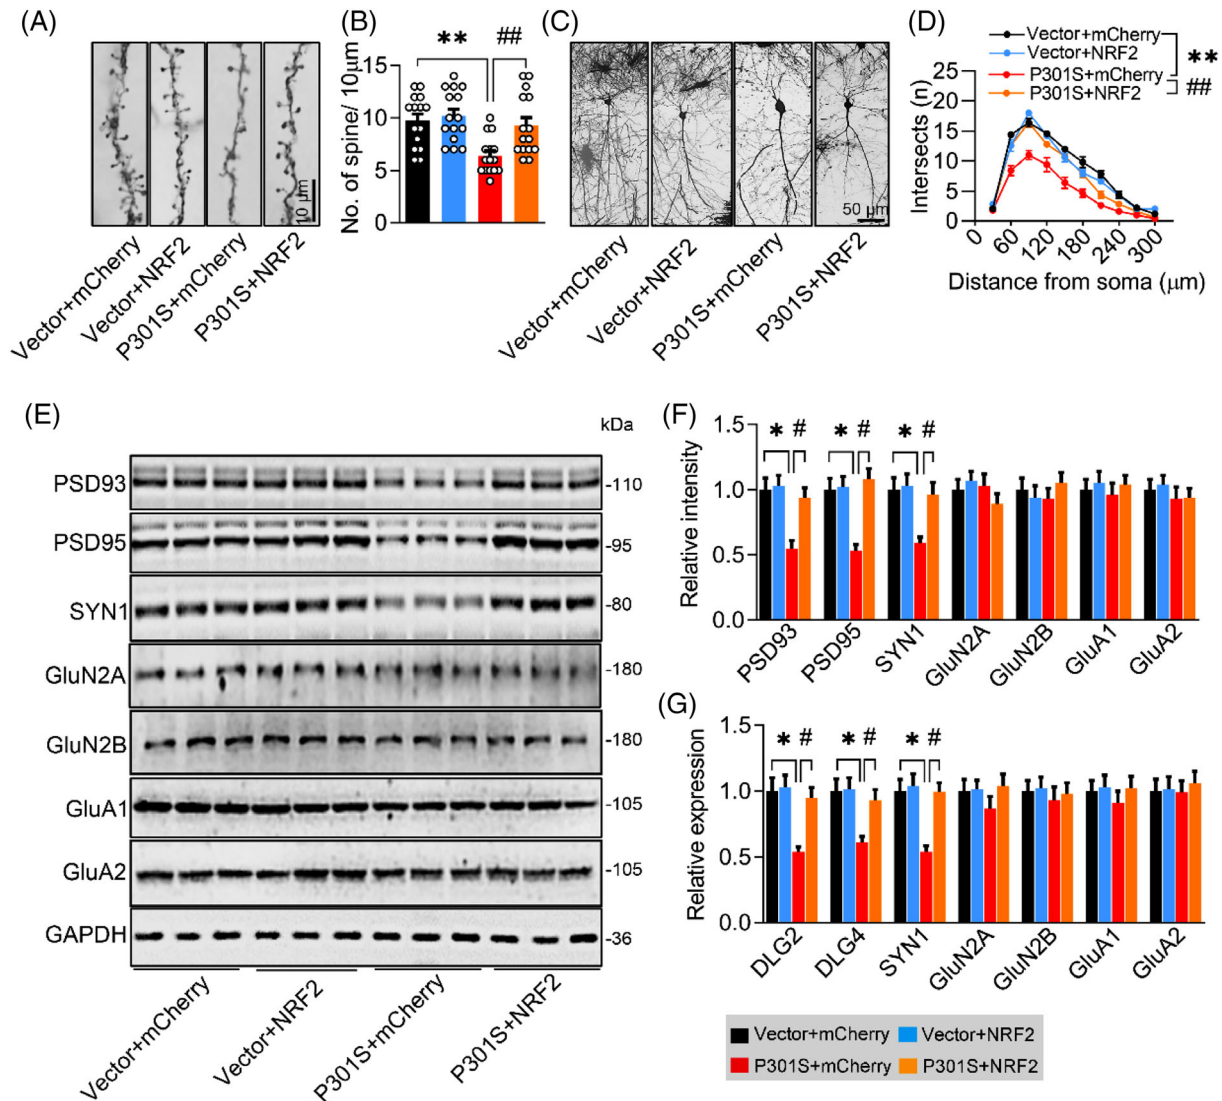 (A)
10 μm
Vector+mCherry
Vector+NRF2
P301S+mCherry
P301S+NRF2
(B)
** ##
No. of spine/ 10μm
15
10
5
0
(C)
50 μm
Vector+mCherry
Vector+NRF2
P301S+mCherry
P301S+NRF2
(D)
Vector+mCherry
Vector+NRF2
P301S+mCherry
P301S+NRF2
**
##
Intersects (n)
25
20
15
10
5
0
0 60 120 180 240 300
Distance from soma (μm)
(E)
kDa
PSD93 -110
PSD95 -95
SYN1 -80
GluN2A -180
GluN2B -180
GluA1 -105
GluA2 -105
GAPDH -36
Vector+mCherry
Vector+NRF2
P301S+mCherry
P301S+NRF2
(F)
Relative intensity
1.5
1.0
0.5
0.0
* # * # * #
PSD93 PSD95 SYN1 GluN2A GluN2B GluA1 GluA2
(G)
Relative expression
1.5
1.0
0.5
0.0
* # * # * #
DLG2 DLG4 SYN1 GluN2A GluN2B GluA1 GluA2
Vector+mCherry Vector+NRF2
P301S+mCherry P301S+NRF2